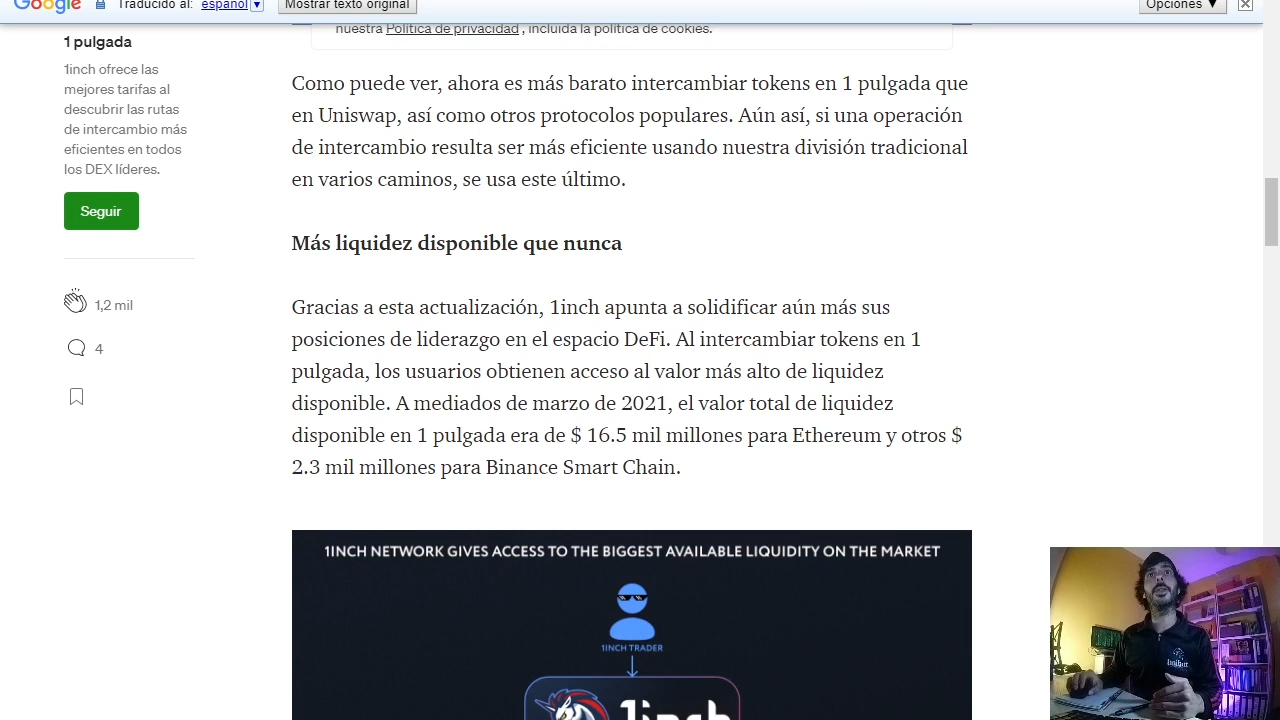 Google Traducido al: español ▼ Mostrar texto original Opciones ▼
nuestra Política de privacidad , incluida la política de cookies.
1 pulgada
1inch ofrece las
mejores tarifas al
descubrir las rutas
de intercambio más
eficientes en todos
los DEX líderes.
Seguir
1,2 mil
4
Como puede ver, ahora es más barato intercambiar tokens en 1 pulgada que
en Uniswap, así como otros protocolos populares. Aún así, si una operación
de intercambio resulta ser más eficiente usando nuestra división tradicional
en varios caminos, se usa este último.
Más liquidez disponible que nunca
Gracias a esta actualización, 1inch apunta a solidificar aún más sus
posiciones de liderazgo en el espacio DeFi. Al intercambiar tokens en 1
pulgada, los usuarios obtienen acceso al valor más alto de liquidez
disponible. A mediados de marzo de 2021, el valor total de liquidez
disponible en 1 pulgada era de $ 16.5 mil millones para Ethereum y otros $
2.3 mil millones para Binance Smart Chain.
1INCH NETWORK GIVES ACCESS TO THE BIGGEST AVAILABLE LIQUIDITY ON THE MARKET
1INCH TRADER
1inch